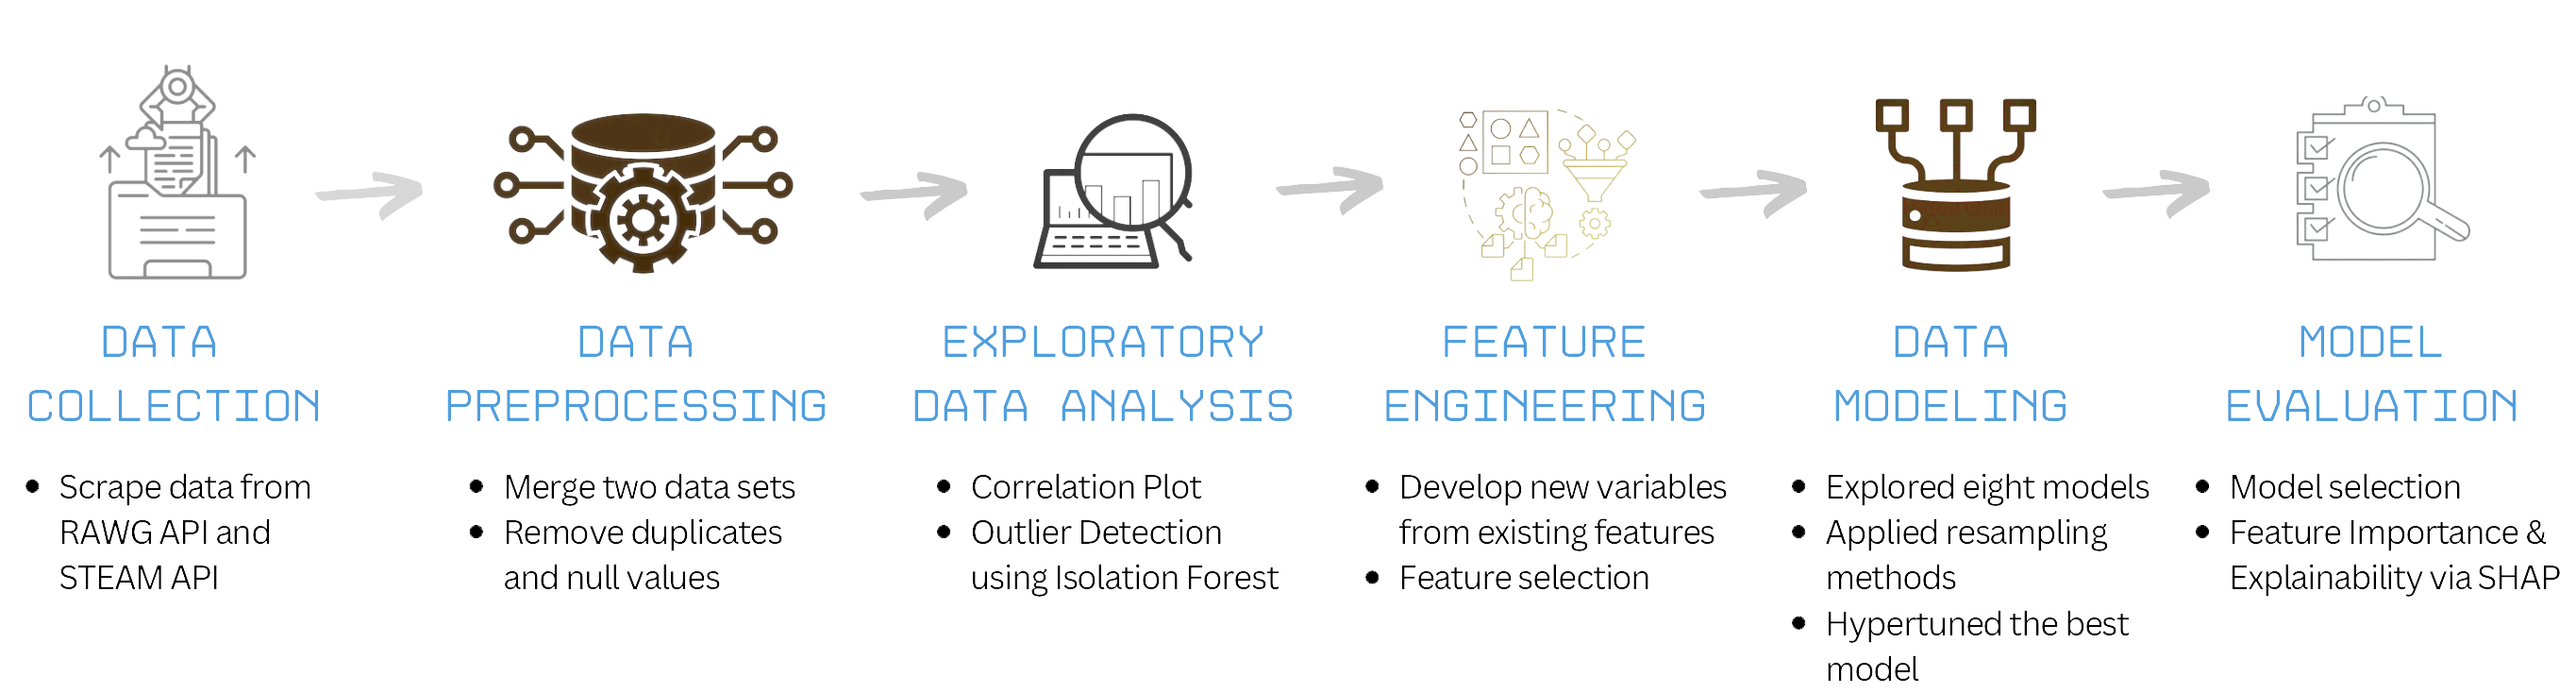 DATA
COLLECTION
• Scrape data from
RAWG API and
STEAM API
DATA
PREPROCESSING
• Merge two data sets
• Remove duplicates
and null values
EXPLORATORY
DATA ANALYSIS
• Correlation Plot
• Outlier Detection
using Isolation Forest
FEATURE
ENGINEERING
• Develop new variables
from existing features
• Feature selection
DATA
MODELING
• Explored eight models
• Applied resampling
methods
• Hypertuned the best
model
MODEL
EVALUATION
• Model selection
• Feature Importance &
Explainability via SHAP